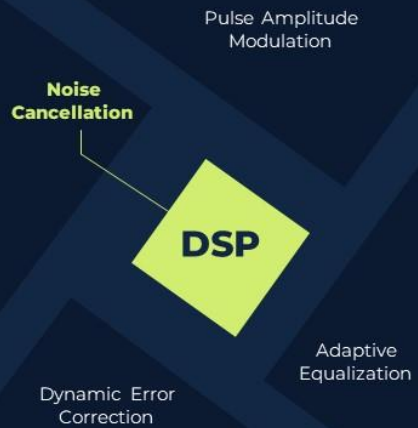 Pulse Amplitude
Modulation
Noise
Cancellation
DSP
Adaptive
Equalization
Dynamic Error
Correction